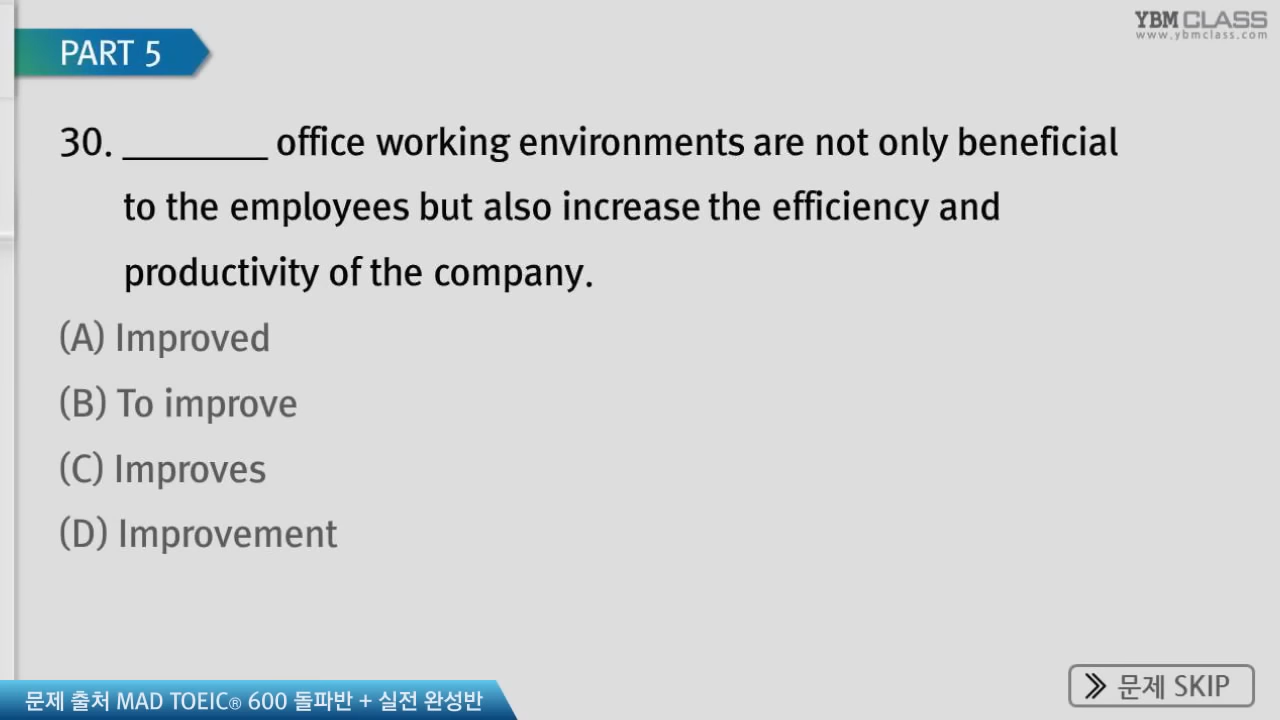 YBM CLASS
www.ybmclass.com
PART 5
30. _______ office working environments are not only beneficial
to the employees but also increase the efficiency and
productivity of the company.
(A) Improved
(B) To improve
(C) Improves
(D) Improvement
문제 SKIP
문제 출처 MAD TOEIC® 600 돌파반 + 실전 완성반